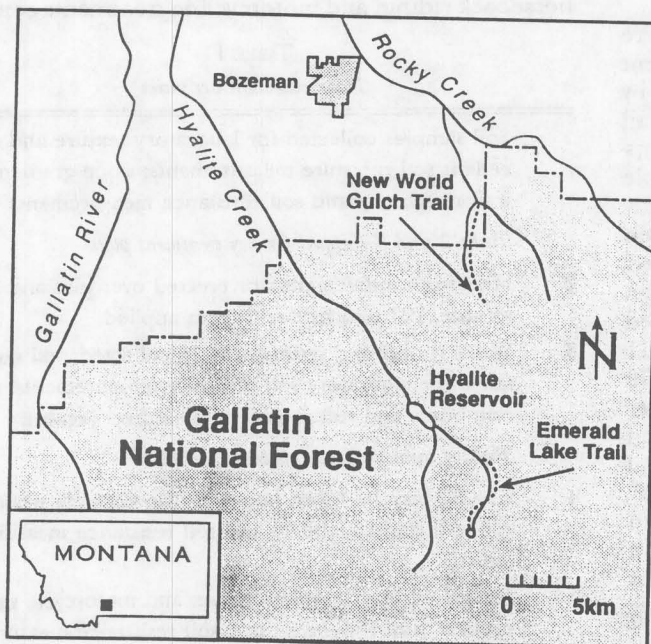 Bozeman
Rocky Creek
Hyalite Creek
Gallatin River
New World
Gulch Trail
N
Hyalite
Reservoir
Gallatin
National Forest
Emerald
Lake Trail
MONTANA
0 5km